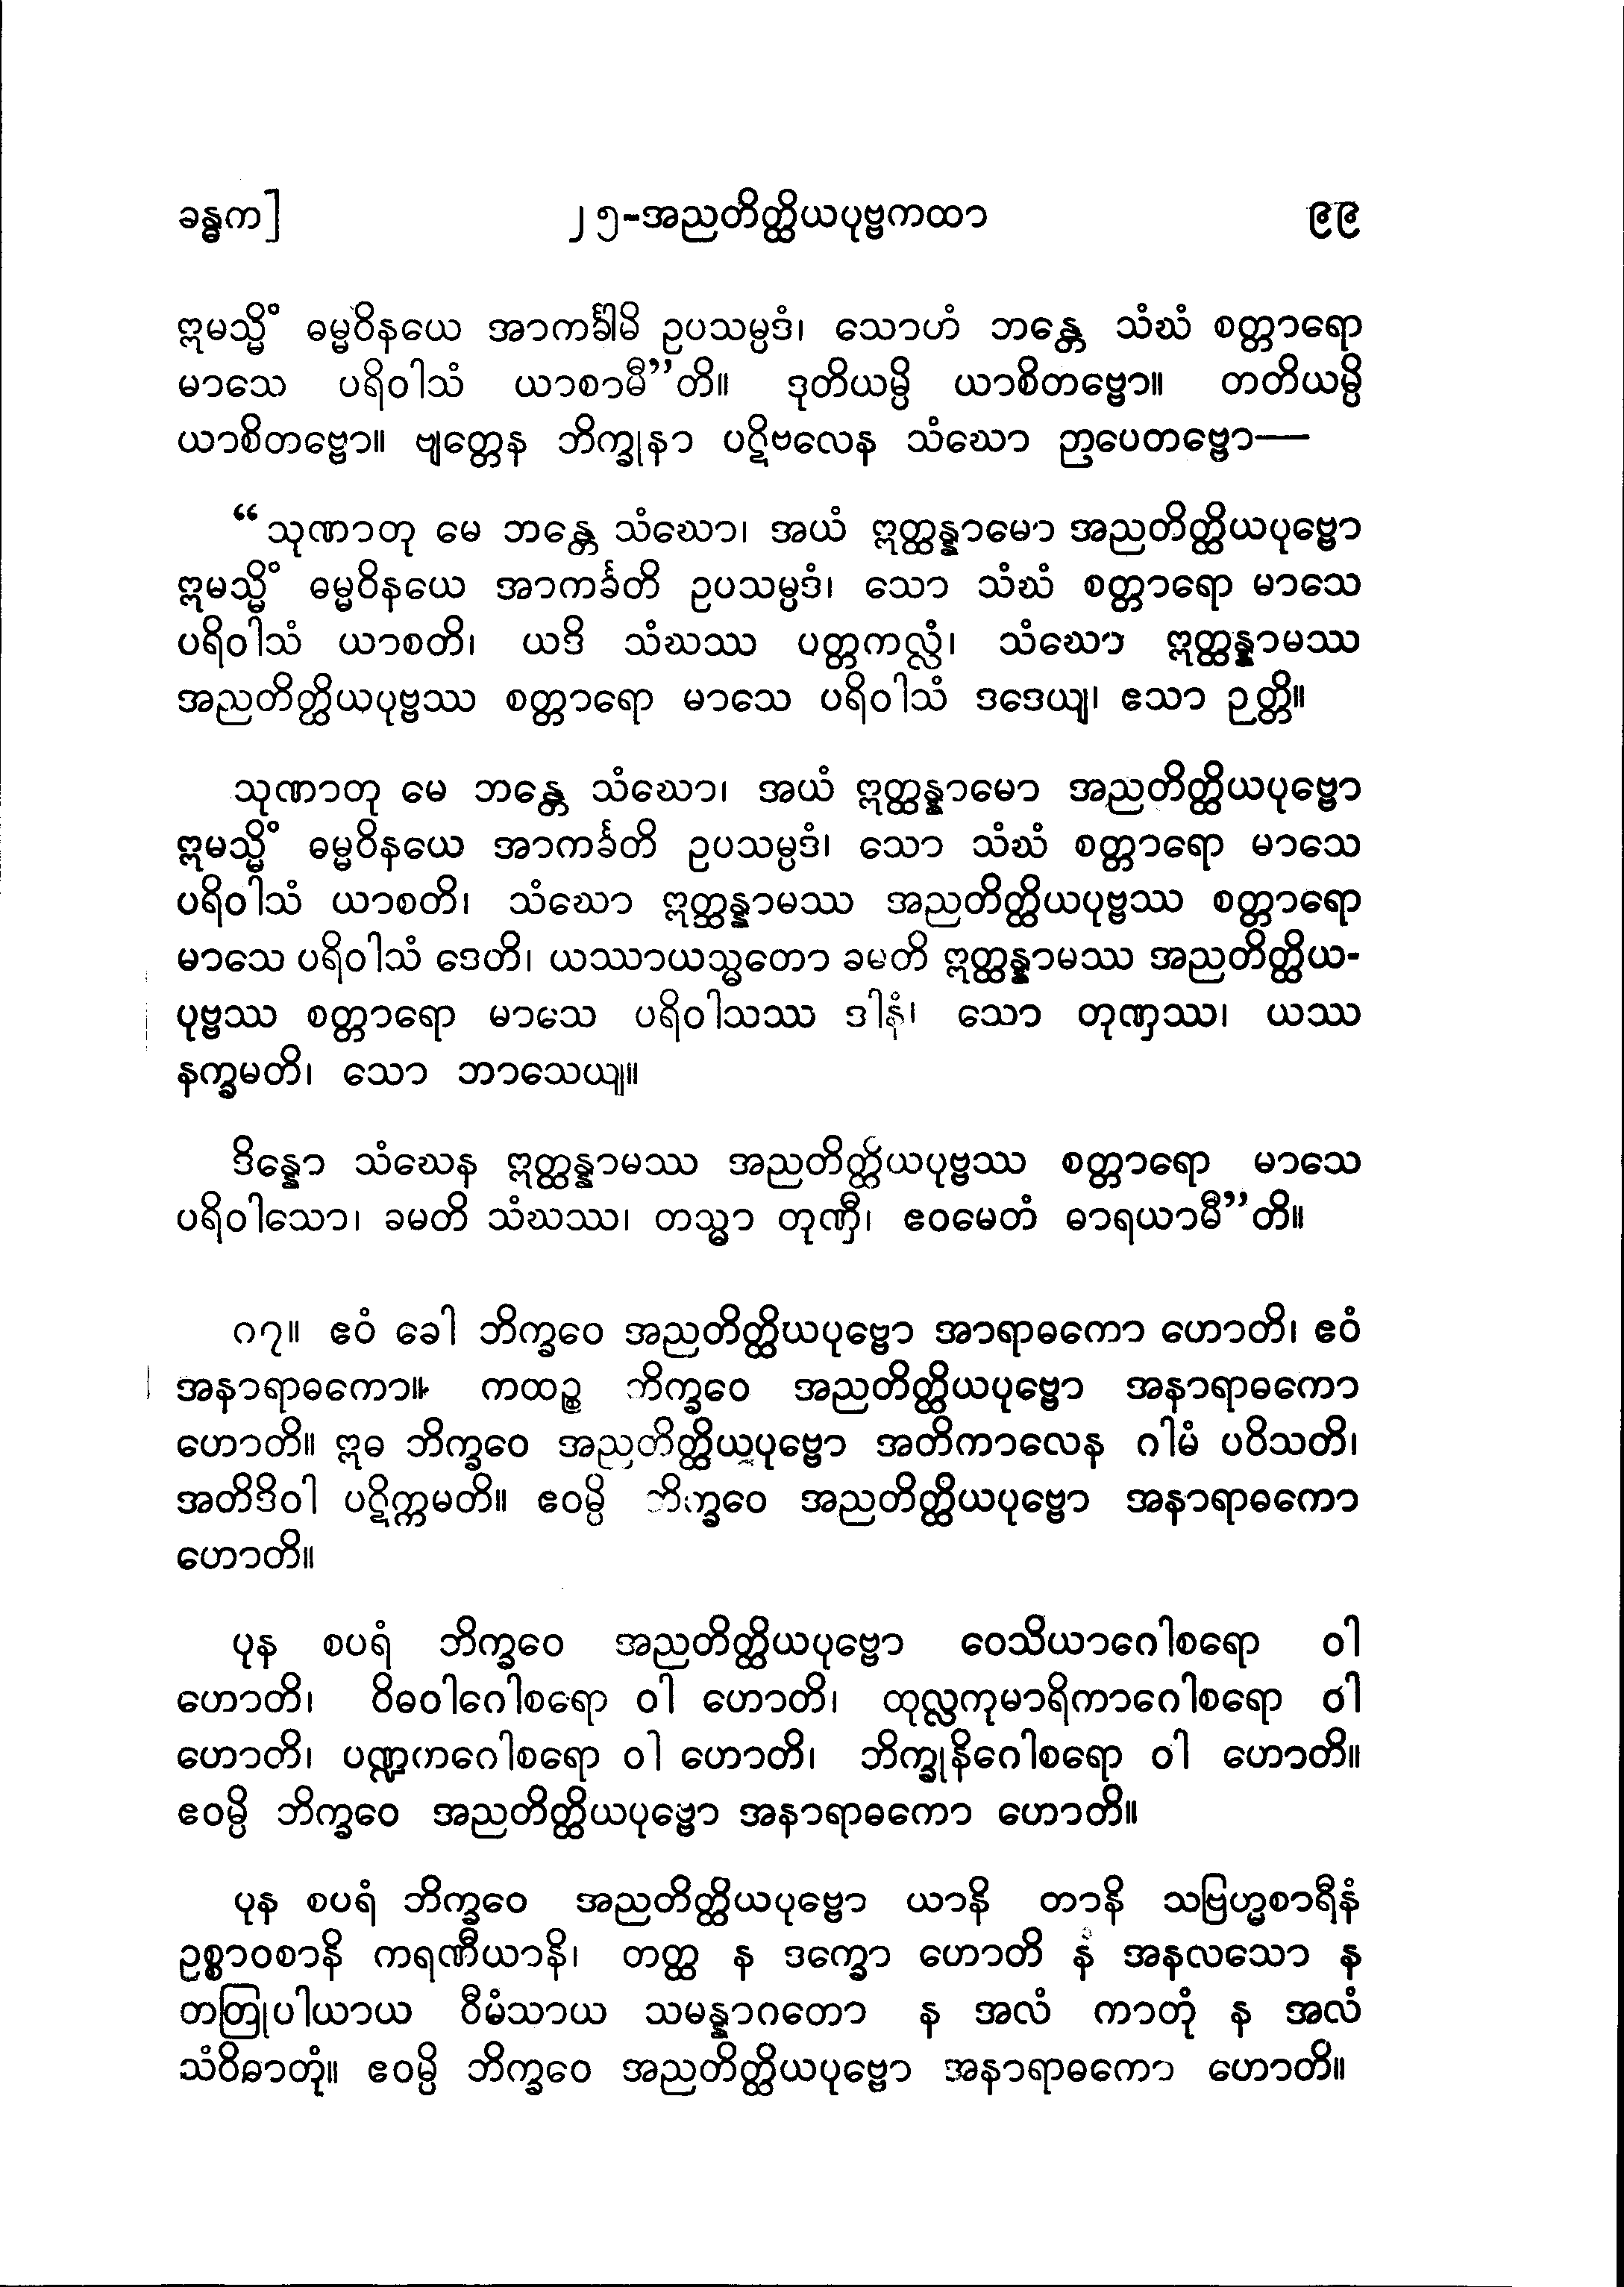 ခန္ဓက] ၂၅-အညတိတ္ထိယပုဗ္ဗကထာ ၉၉
ဣမသ္မိံ ဓမ္မဝိနယေ အာကင်္ခါမိ ဥပသမ္ပဒံ၊ သောဟံ ဘန္တေ သံဃံ စတ္တာရော
မာသေ ပရိဝါသံ ယာစာမီ”တိ။ ဒုတိယမ္ပိ ယာစိတဗ္ဗော။ တတိယမ္ပိ
ယာစိတဗ္ဗော။ ဗျတ္တေန ဘိက္ခုနာ ပဋိဗလေန သံဃော ဉာပေတဗ္ဗော—
“သုဏာတု မေ ဘန္တေ သံဃော၊ အယံ ဣတ္ထန္နာမော အညတိတ္ထိယပုဗ္ဗော
ဣမသ္မိံ ဓမ္မဝိနယေ အာကင်္ခတိ ဥပသမ္ပဒံ၊ သော သံဃံ စတ္တာရော မာသေ
ပရိဝါသံ ယာစတိ၊ ယဒိ သံဃဿ ပတ္တကလ္လံ၊ သံဃော ဣတ္ထန္နာမဿ
အညတိတ္ထိယပုဗ္ဗဿ စတ္တာရော မာသေ ပရိဝါသံ ဒဒေယျ၊ ဧသာ ဉတ္တိ။
သုဏာတု မေ ဘန္တေ သံဃော၊ အယံ ဣတ္ထန္နာမော အညတိတ္ထိယပုဗ္ဗော
ဣမသ္မိံ ဓမ္မဝိနယေ အာကင်္ခတိ ဥပသမ္ပဒံ၊ သော သံဃံ စတ္တာရော မာသေ
ပရိဝါသံ ယာစတိ၊ သံဃော ဣတ္ထန္နာမဿ အညတိတ္ထိယပုဗ္ဗဿ စတ္တာရော
မာသေ ပရိဝါသံ ဒေတိ၊ ယဿာယသ္မတော ခမတိ ဣတ္ထန္နာမဿ အညတိတ္ထိယ-
ပုဗ္ဗဿ စတ္တာရော မာသေ ပရိဝါသဿ ဒါနံ၊ သော တုဏှဿ၊ ယဿ
နက္ခမတိ၊ သော ဘာသေယျ။
ဒိန္နော သံဃေန ဣတ္ထန္နာမဿ အညတိတ္ထိယပုဗ္ဗဿ စတ္တာရော မာသေ
ပရိဝါသော၊ ခမတိ သံဃဿ၊ တသ္မာ တုဏှီ၊ ဧဝမေတံ ဓာရယာမီ”တိ။
၈၇။ ဧဝံ ခေါ ဘိက္ခဝေ အညတိတ္ထိယပုဗ္ဗော အာရာဓကော ဟောတိ၊ ဧဝံ
အနာရာဓကော။ ကထဉ္စ ဘိက္ခဝေ အညတိတ္ထိယပုဗ္ဗော အနာရာဓကော
ဟောတိ။ ဣဓ ဘိက္ခဝေ အညတိတ္ထိယပုဗ္ဗော အတိကာလေန ဂါမံ ပဝိသတိ၊
အတိဒိဝါ ပဋိက္ကမတိ။ ဧဝမ္ပိ ဘိက္ခဝေ အညတိတ္ထိယပုဗ္ဗော အနာရာဓကော
ဟောတိ။
ပုန စပရံ ဘိက္ခဝေ အညတိတ္ထိယပုဗ္ဗော ဝေသိယာဂေါစရော ဝါ
ဟောတိ၊ ဝိဓဝါဂေါစရော ဝါ ဟောတိ၊ ထုလ္လကုမာရိကာဂေါစရော ဝါ
ဟောတိ၊ ပဏ္ဍကဂေါစရော ဝါ ဟောတိ၊ ဘိက္ခုနိဂေါစရော ဝါ ဟောတိ။
ဧဝမ္ပိ ဘိက္ခဝေ အညတိတ္ထိယပုဗ္ဗော အနာရာဓကော ဟောတိ။
ပုန စပရံ ဘိက္ခဝေ အညတိတ္ထိယပုဗ္ဗော ယာနိ တာနိ သဗြဟ္မစာရီနံ
ဥစ္စာဝစာနိ ကရဏီယာနိ၊ တတ္ထ န ဒက္ခော ဟောတိ န အနလသော န
တတြုပါယာယ ဝီမံသာယ သမန္နာဂတော န အလံ ကာတုံ န အလံ
သံဝိဓာတုံ။ ဧဝမ္ပိ ဘိက္ခဝေ အညတိတ္ထိယပုဗ္ဗော အနာရာဓကော ဟောတိ။